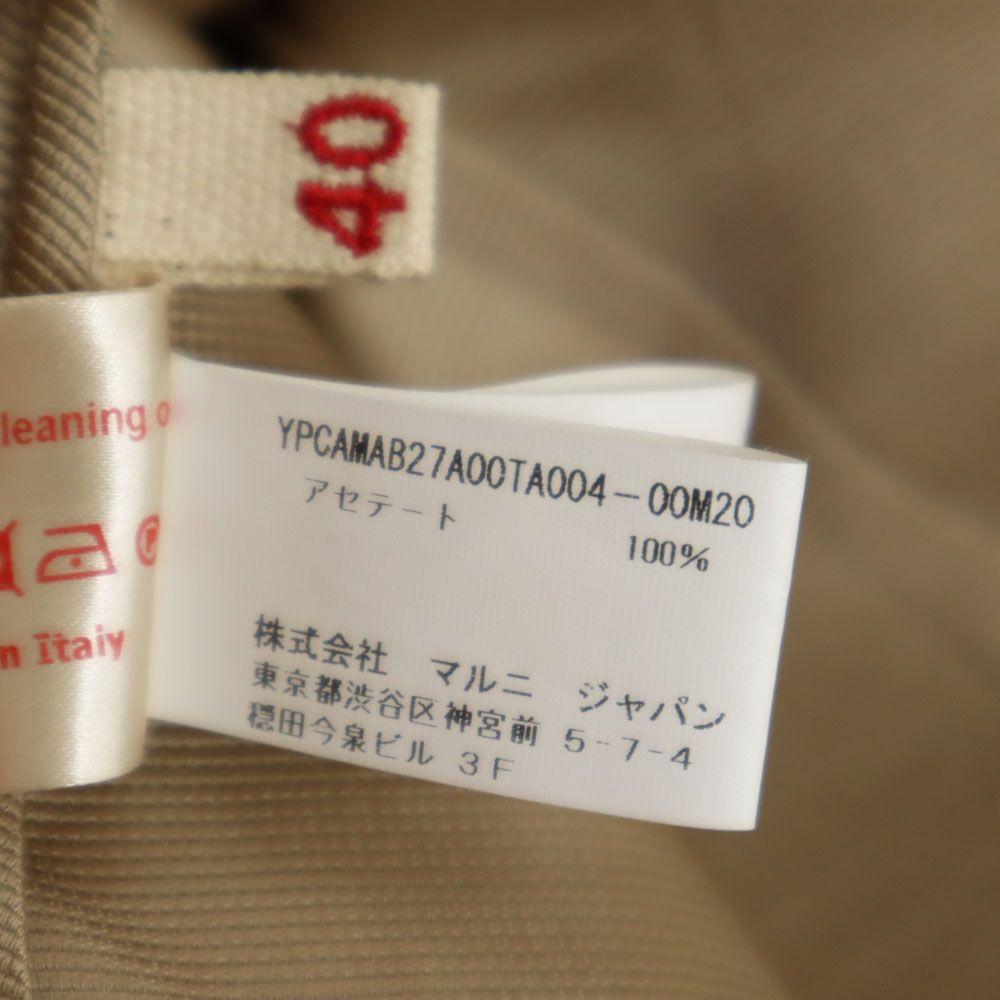 40
leaning
n Italy
YPCAMAB27A00TA004-00M20
アセテート
100%
株式会社 マルニ ジャパン
東京都渋谷区神宮前 5-7-4
穏田今泉ビル 3F